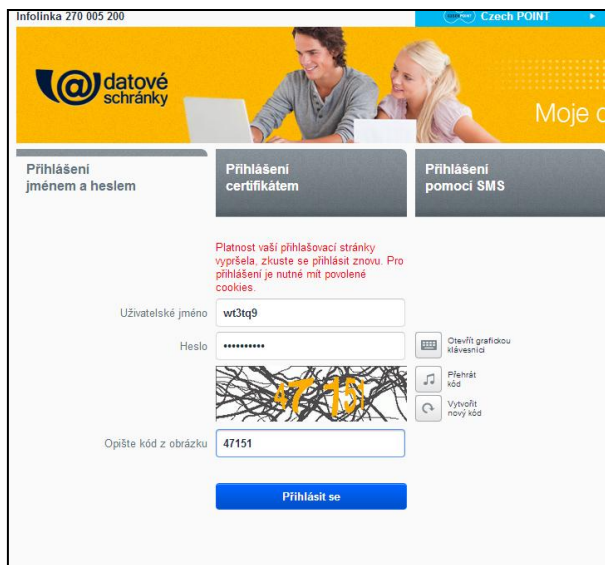 Infolinka 270 005 200
Czech POINT
@ datové
schránky
Moje d
Přihlášení
jménem a heslem
Přihlášení
certifikátem
Přihlášení
pomocí SMS
Platnost vaší přihlašovací stránky
vypršela, zkuste se přihlásit znovu. Pro
přihlášení je nutné mít povolené
cookies.
Uživatelské jméno wt3tq9
Heslo ••••••••••
Otevřít grafickou
klávesnici
47 151
Přehrát
kód
Vytvořit
nový kód
Opište kód z obrázku 47151
Přihlásit se